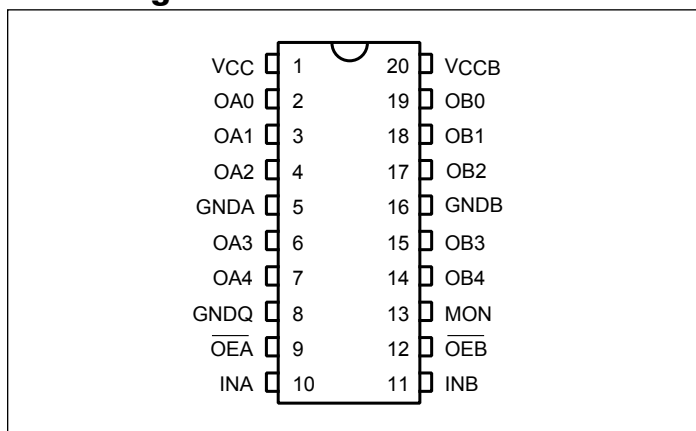 VCC 1 20 VCCB
OA0 2 19 OB0
OA1 3 18 OB1
OA2 4 17 OB2
GNDA 5 16 GNDB
OA3 6 15 OB3
OA4 7 14 OB4
GNDQ 8 13 MON
O̅E̅A̅ 9 12 O̅E̅B̅
INA 10 11 INB